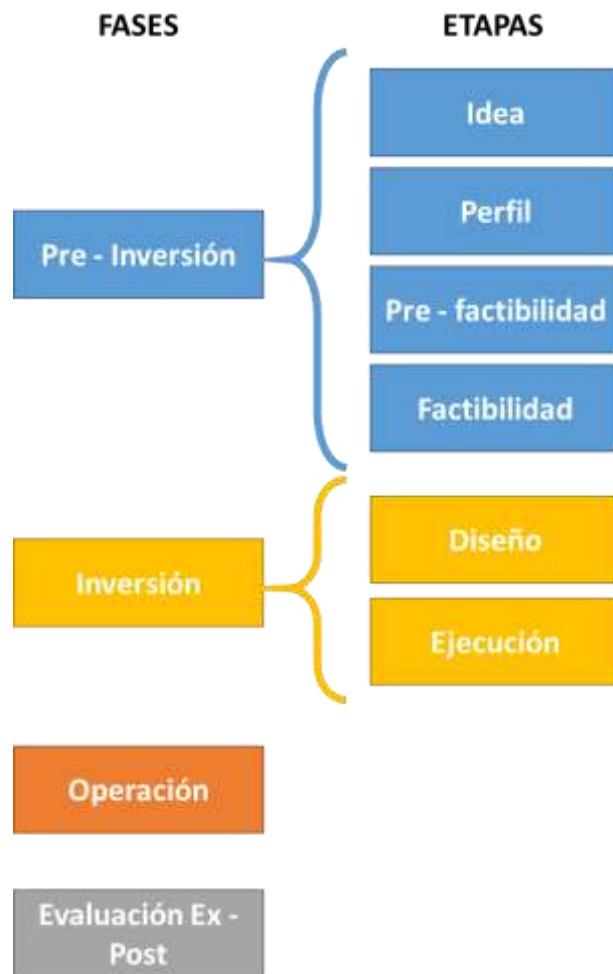 FASES
ETAPAS
Idea
Perfil
Pre - Inversión
Pre - factibilidad
Factibilidad
Diseño
Inversión
Ejecución
Operación
Evaluación Ex -
Post